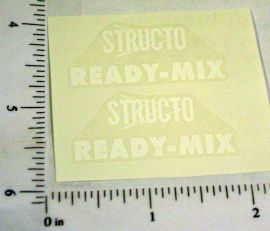 4
STRUCTO
READY-MIX
5
STRUCTO
READY-MIX
6
0 in 1 2